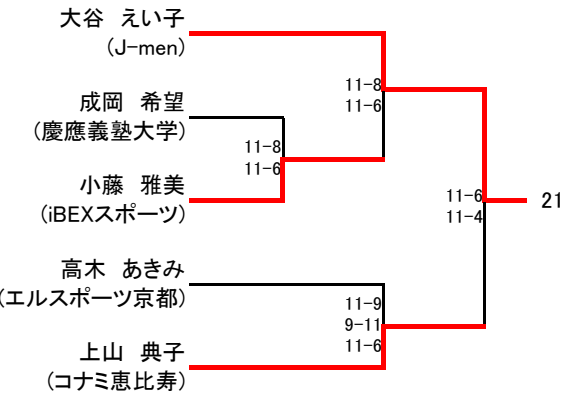 大谷 えい子
(J-men)
11-8
11-6
成岡 希望
(慶應義塾大学)
11-8
11-6
小藤 雅美
(iBEXスポーツ)
11-6
11-4
21
高木 あきみ
(エルスポーツ京都)
11-9
9-11
11-6
上山 典子
(コナミ恵比寿)